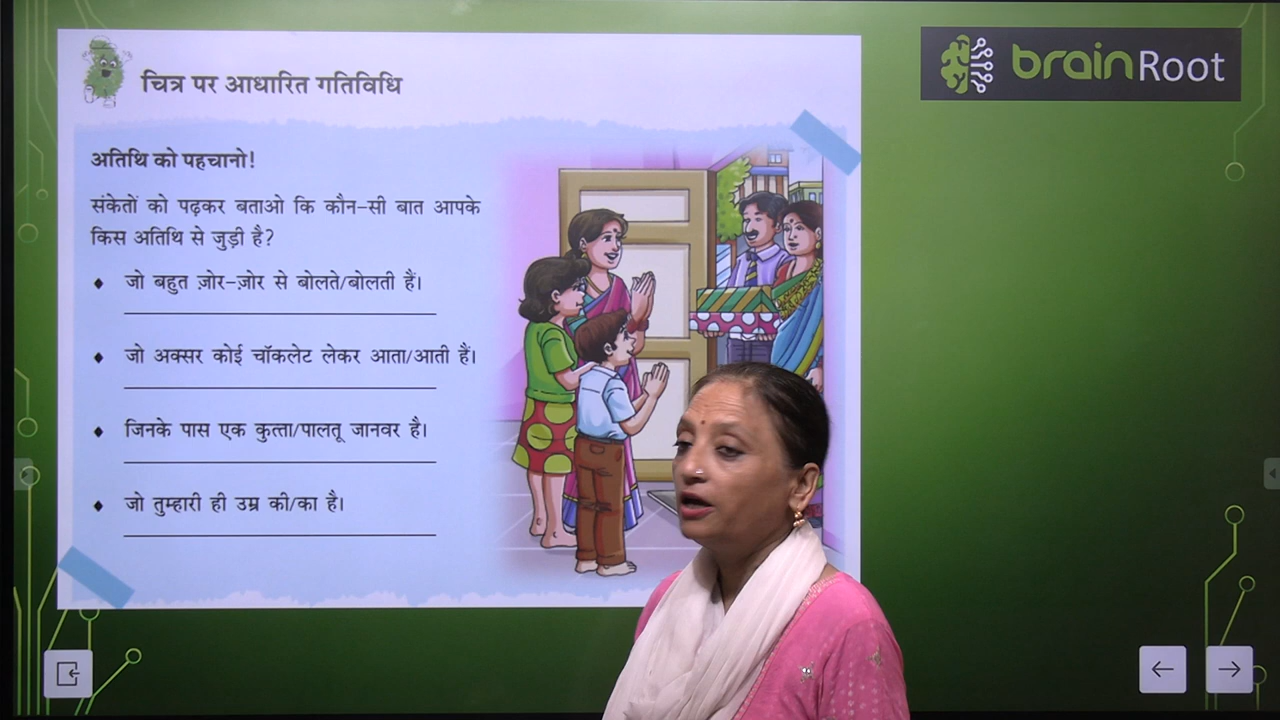 चित्र पर आधारित गतिविधि
brainRoot
अतिथि को पहचानो!
संकेतों को पढ़कर बताओ कि कौन-सी बात आपके
किस अतिथि से जुड़ी है?
♦ जो बहुत ज़ोर-ज़ोर से बोलते/बोलती हैं।
♦ जो अक्सर कोई चॉकलेट लेकर आता/आती हैं।
♦ जिनके पास एक कुत्ता/पालतू जानवर है।
♦ जो तुम्हारी ही उम्र की/का है।